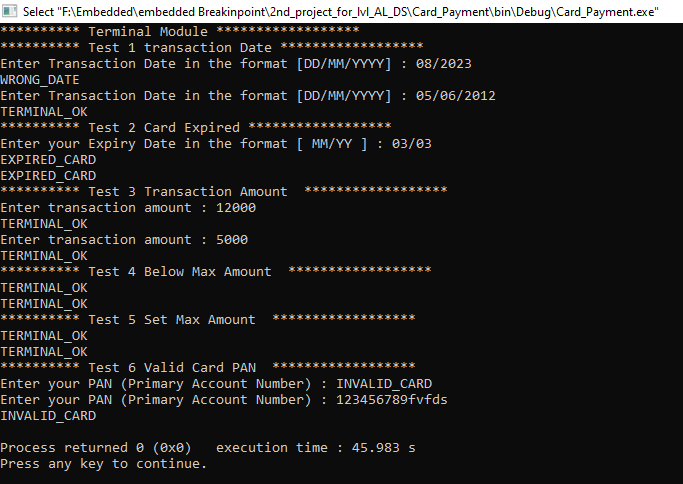 Select "F:\Embedded\embedded Breakinpoint\2nd_project_for_lvl_AL_DS\Card_Payment\bin\Debug\Card_Payment.exe"
********** Terminal Module ******************
********** Test 1 transaction Date ******************
Enter Transaction Date in the format [DD/MM/YYYY] : 08/2023
WRONG_DATE
Enter Transaction Date in the format [DD/MM/YYYY] : 05/06/2012
TERMINAL_OK
********** Test 2 Card Expired ******************
Enter your Expiry Date in the format [ MM/YY ] : 03/03
EXPIRED_CARD
EXPIRED_CARD
********** Test 3 Transaction Amount  ******************
Enter transaction amount : 12000
TERMINAL_OK
Enter transaction amount : 5000
TERMINAL_OK
********** Test 4 Below Max Amount  ******************
TERMINAL_OK
TERMINAL_OK
********** Test 5 Set Max Amount  ******************
TERMINAL_OK
TERMINAL_OK
********** Test 6 Valid Card PAN  ******************
Enter your PAN (Primary Account Number) : INVALID_CARD
Enter your PAN (Primary Account Number) : 123456789fvfds
INVALID_CARD
Process returned 0 (0x0)   execution time : 45.983 s
Press any key to continue.